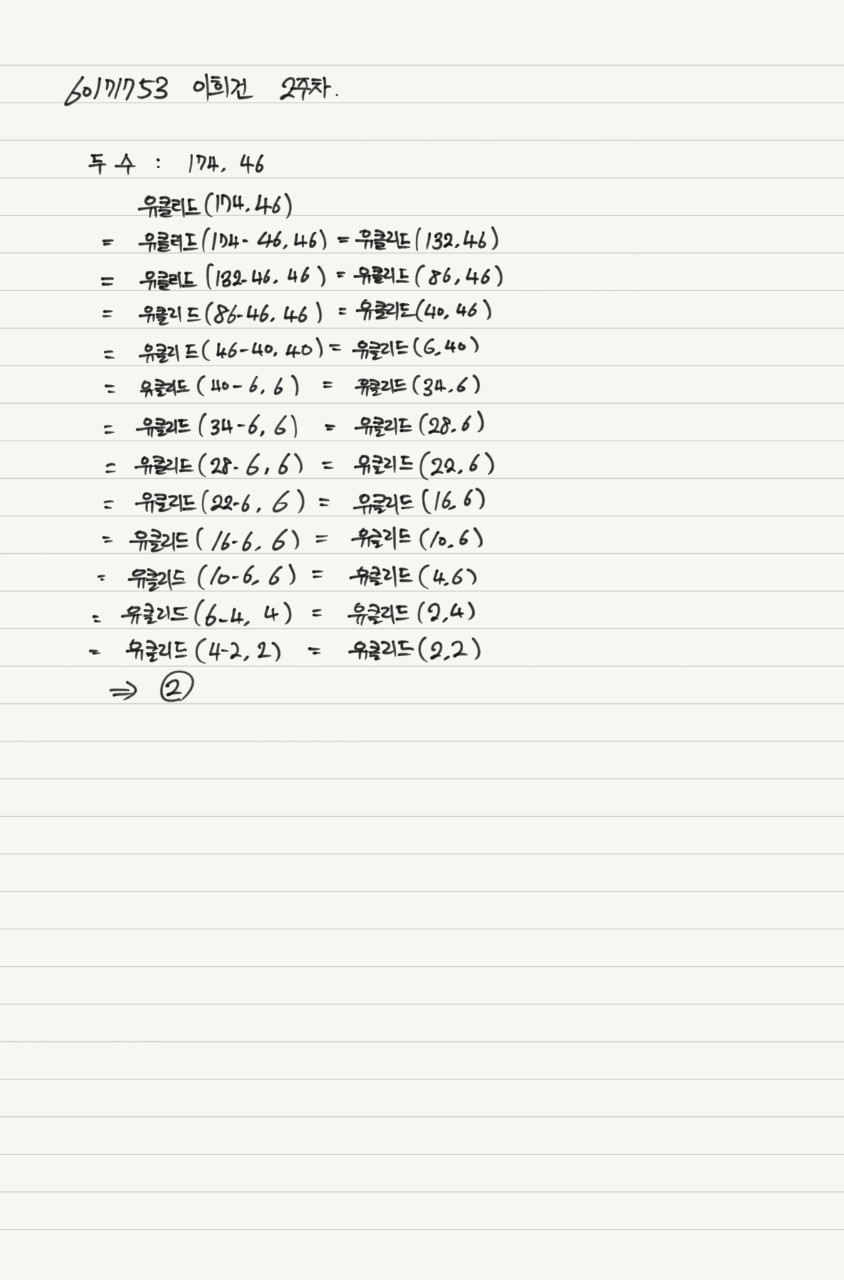 60171753 이희건 2주차.
두 수 : 174, 46
유클리드(174, 46)
= 유클리드(174-46, 46) = 유클리드(132, 46)
= 유클리드(132-46, 46) = 유클리드(86, 46)
= 유클리드(86-46, 46) = 유클리드(40, 46)
= 유클리드(46-40, 40) = 유클리드(6, 40)
= 유클리드(40-6, 6) = 유클리드(34, 6)
= 유클리드(34-6, 6) = 유클리드(28, 6)
= 유클리드(28-6, 6) = 유클리드(22, 6)
= 유클리드(22-6, 6) = 유클리드(16, 6)
= 유클리드(16-6, 6) = 유클리드(10, 6)
= 유클리드(10-6, 6) = 유클리드(4, 6)
= 유클리드(6-4, 4) = 유클리드(2, 4)
= 유클리드(4-2, 2) = 유클리드(2, 2)
⇒ ②